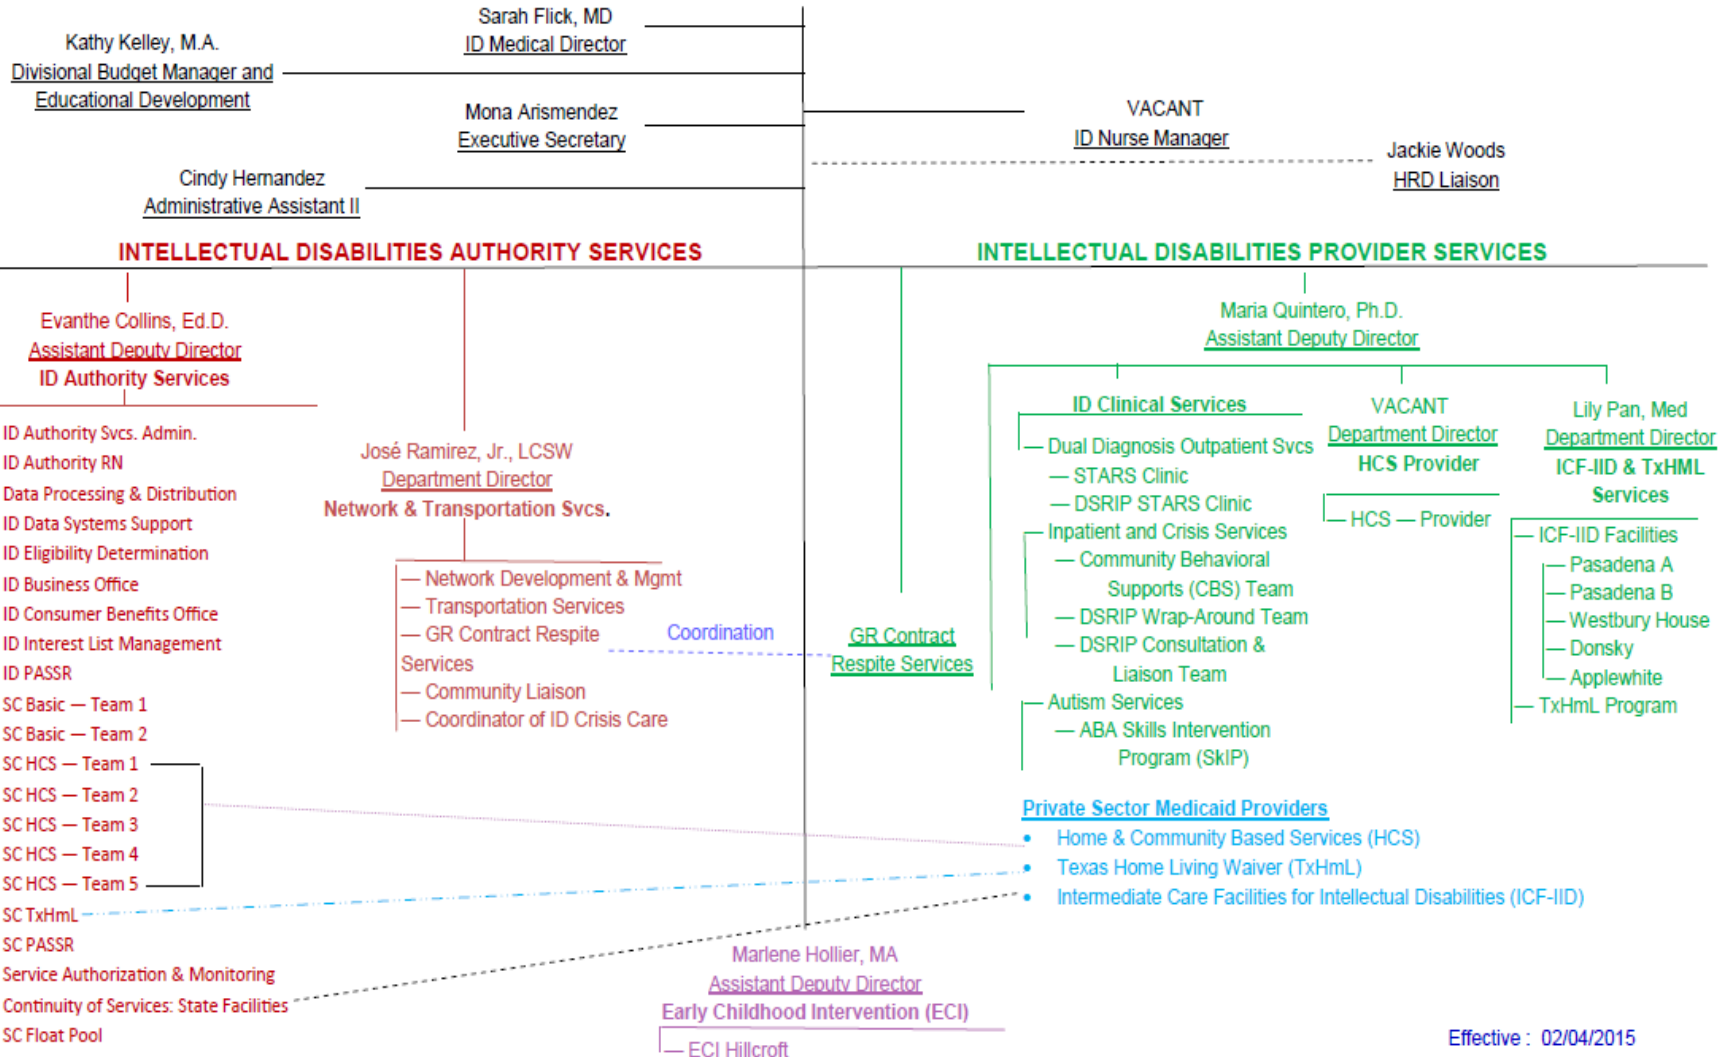 Sarah Flick, MD
ID Medical Director
Kathy Kelley, M.A.
Divisional Budget Manager and
Educational Development
Mona Arismendez
Executive Secretary
VACANT
ID Nurse Manager
Jackie Woods
HRD Liaison
Cindy Hernandez
Administrative Assistant II
INTELLECTUAL DISABILITIES AUTHORITY SERVICES
INTELLECTUAL DISABILITIES PROVIDER SERVICES
Evanthe Collins, Ed.D.
Assistant Deputy Director
ID Authority Services
ID Authority Svcs. Admin.
ID Authority RN
Data Processing & Distribution
ID Data Systems Support
ID Eligibility Determination
ID Business Office
ID Consumer Benefits Office
ID Interest List Management
ID PASSR
SC Basic — Team 1
SC Basic — Team 2
SC HCS — Team 1
SC HCS — Team 2
SC HCS — Team 3
SC HCS — Team 4
SC HCS — Team 5
SC TxHmL
SC PASSR
Service Authorization & Monitoring
Continuity of Services: State Facilities
SC Float Pool
José Ramirez, Jr., LCSW
Department Director
Network & Transportation Svcs.
— Network Development & Mgmt
— Transportation Services
— GR Contract Respite
Services
— Community Liaison
— Coordinator of ID Crisis Care
Coordination
GR Contract
Respite Services
Maria Quintero, Ph.D.
Assistant Deputy Director
ID Clinical Services
— Dual Diagnosis Outpatient Svcs
— STARS Clinic
— DSRIP STARS Clinic
— Inpatient and Crisis Services
— Community Behavioral
Supports (CBS) Team
— DSRIP Wrap-Around Team
— DSRIP Consultation &
Liaison Team
— Autism Services
— ABA Skills Intervention
Program (SkIP)
VACANT
Department Director
HCS Provider
— HCS — Provider
Lily Pan, Med
Department Director
ICF-IID & TxHML
Services
— ICF-IID Facilities
— Pasadena A
— Pasadena B
— Westbury House
— Donsky
— Applewhite
— TxHmL Program
Private Sector Medicaid Providers
• Home & Community Based Services (HCS)
• Texas Home Living Waiver (TxHmL)
• Intermediate Care Facilities for Intellectual Disabilities (ICF-IID)
Marlene Hollier, MA
Assistant Deputy Director
Early Childhood Intervention (ECI)
— ECI Hillcroft
Effective : 02/04/2015